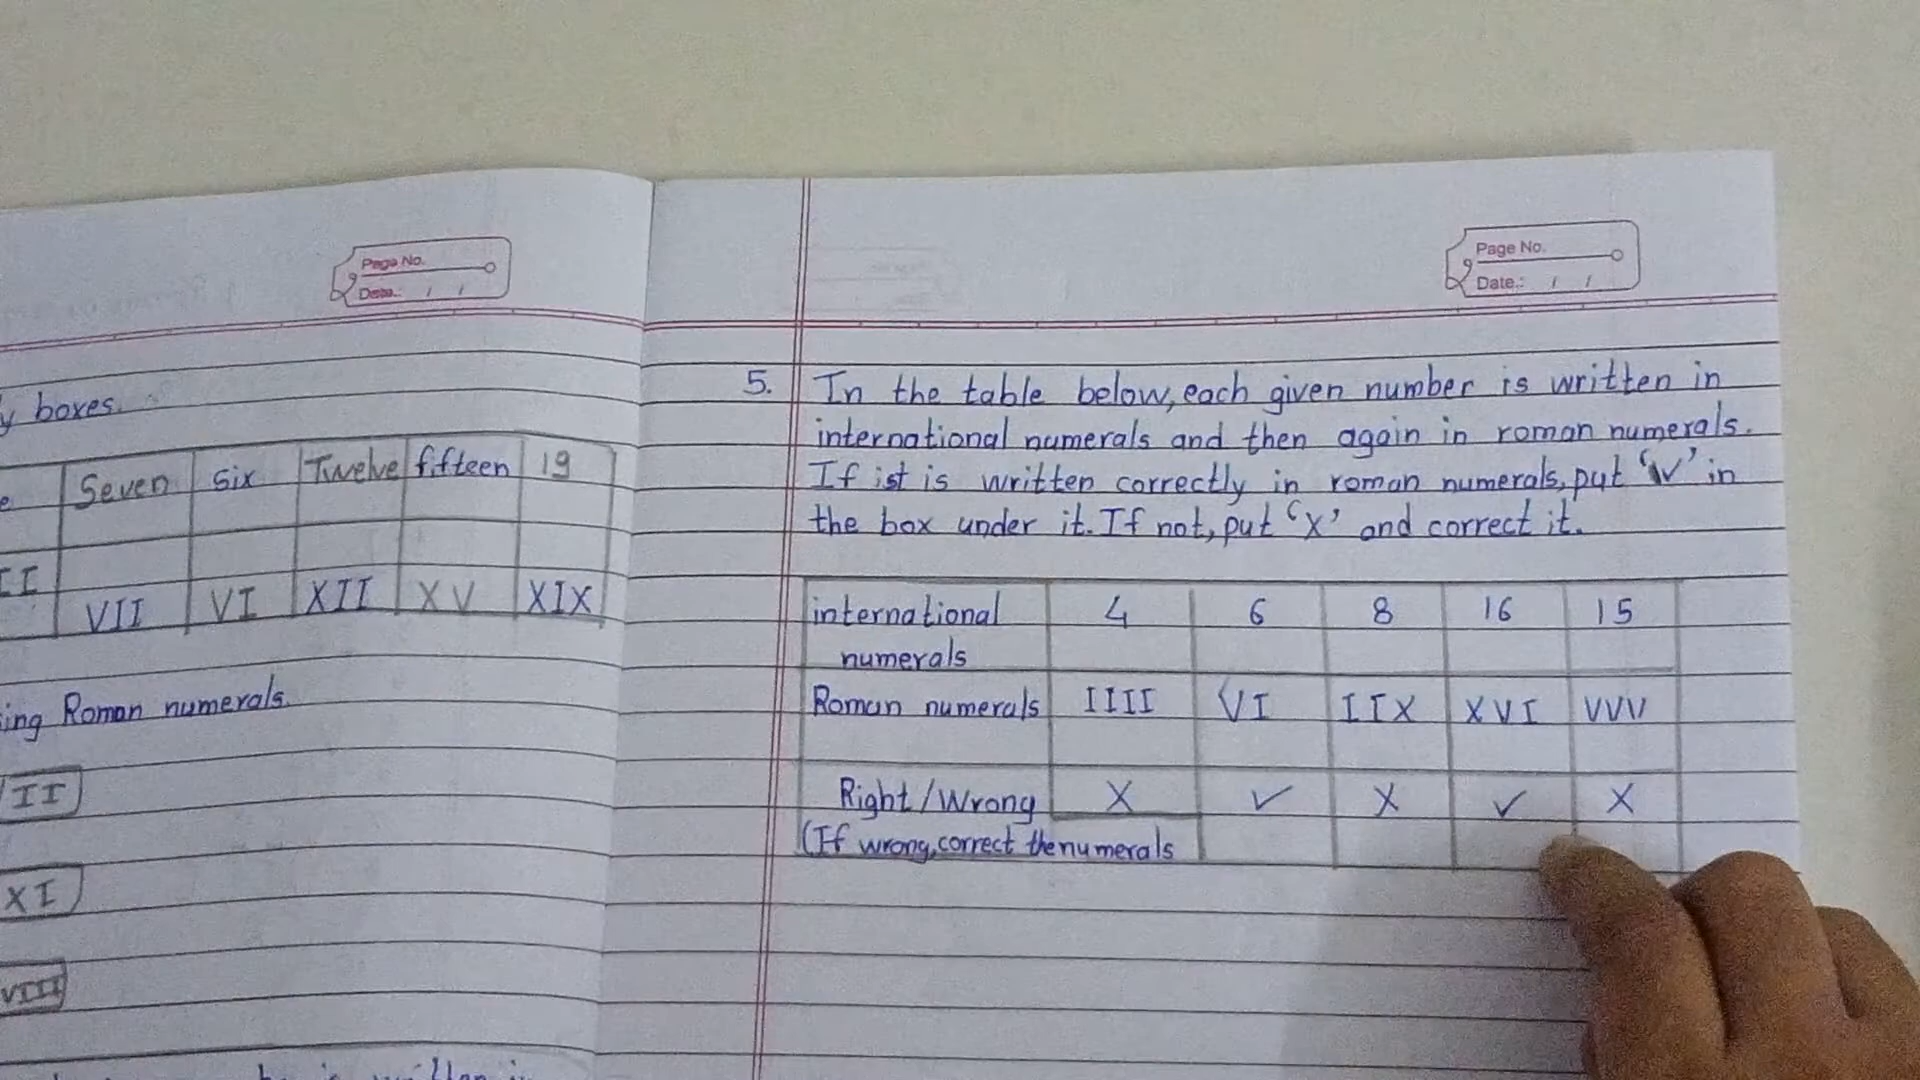 Page No.
Date.: / /
y boxes.
e Seven six Twelve fifteen 19
II VII VI XII XV XIX
ing Roman numerals.
II
XI
VIII
Page No.
Date.: / /
5. In the table below, each given number is written in
international numerals and then again in roman numerals.
If ist is written correctly in roman numerals, put '✓' in
the box under it. If not, put 'X' and correct it.
international 4 6 8 16 15
numerals
Roman numerals IIII VI IIX XVI VVV
Right/Wrong X ✓ X ✓ X
(If wrong, correct the numerals